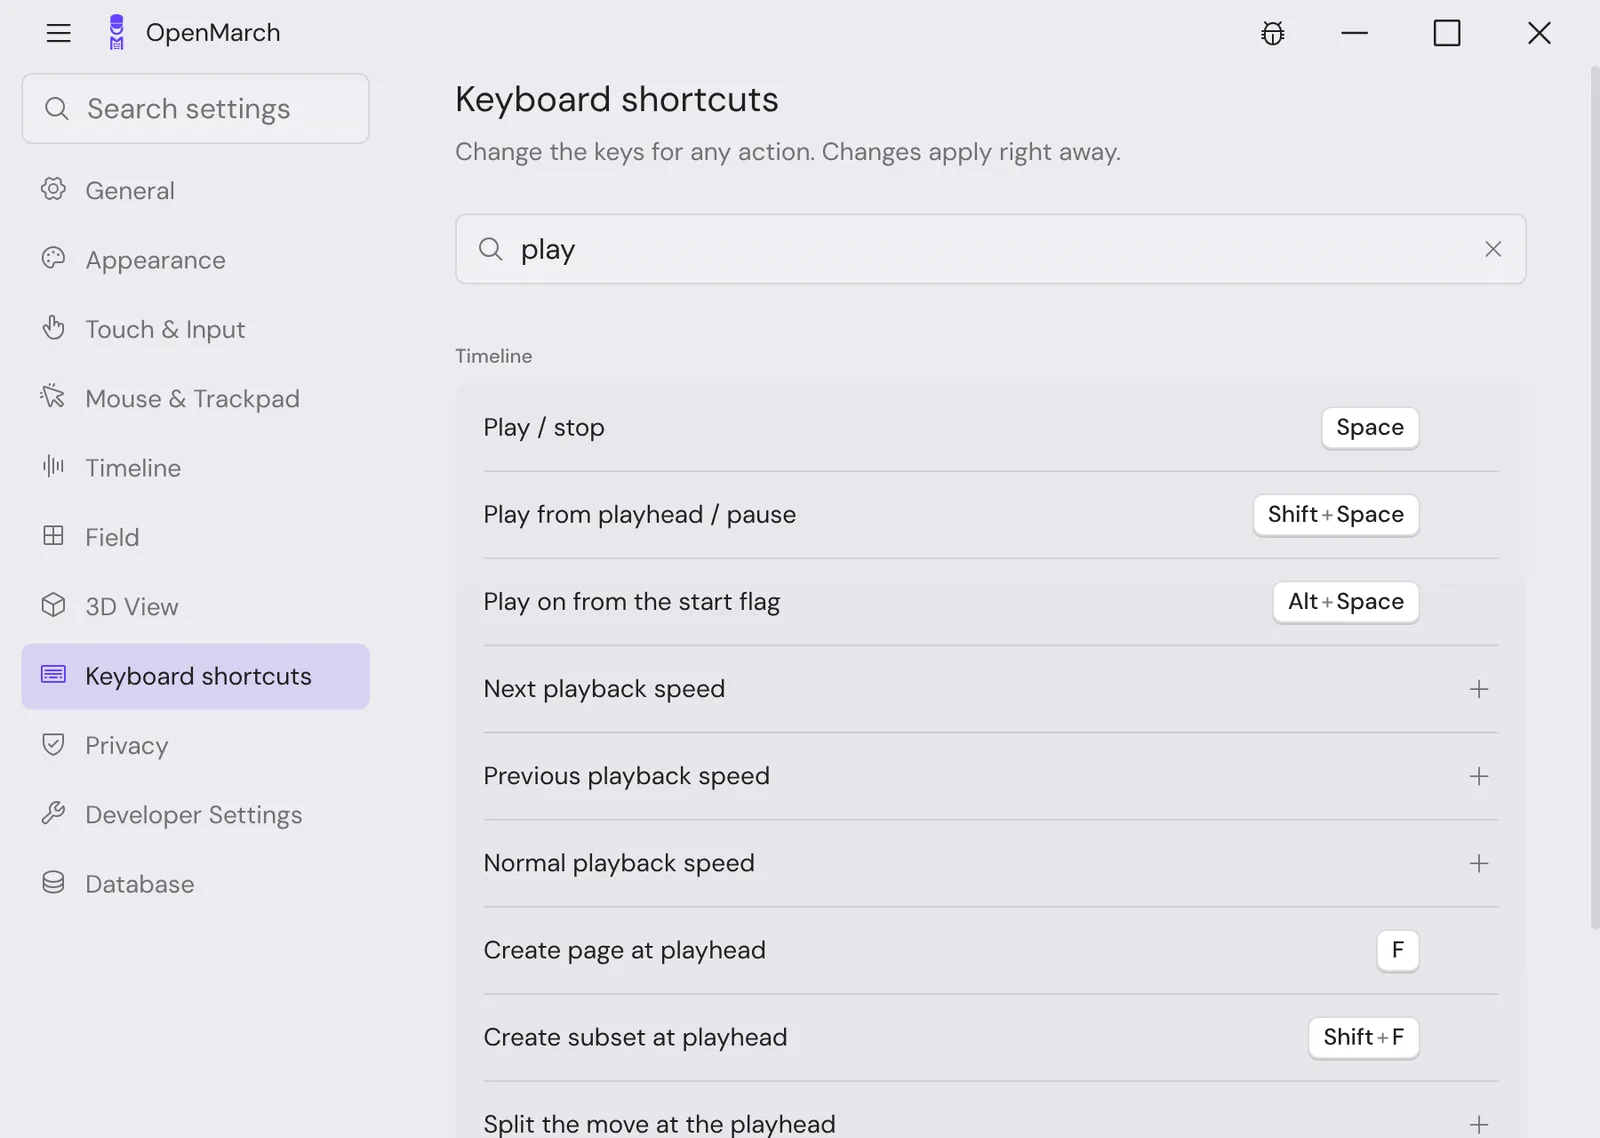 OpenMarch
Search settings
General
Appearance
Touch & Input
Mouse & Trackpad
Timeline
Field
3D View
Keyboard shortcuts
Privacy
Developer Settings
Database
Keyboard shortcuts
Change the keys for any action. Changes apply right away.
play
Timeline
Play / stop Space
Play from playhead / pause Shift+Space
Play on from the start flag Alt+Space
Next playback speed
Previous playback speed
Normal playback speed
Create page at playhead F
Create subset at playhead Shift+F
Split the move at the playhead